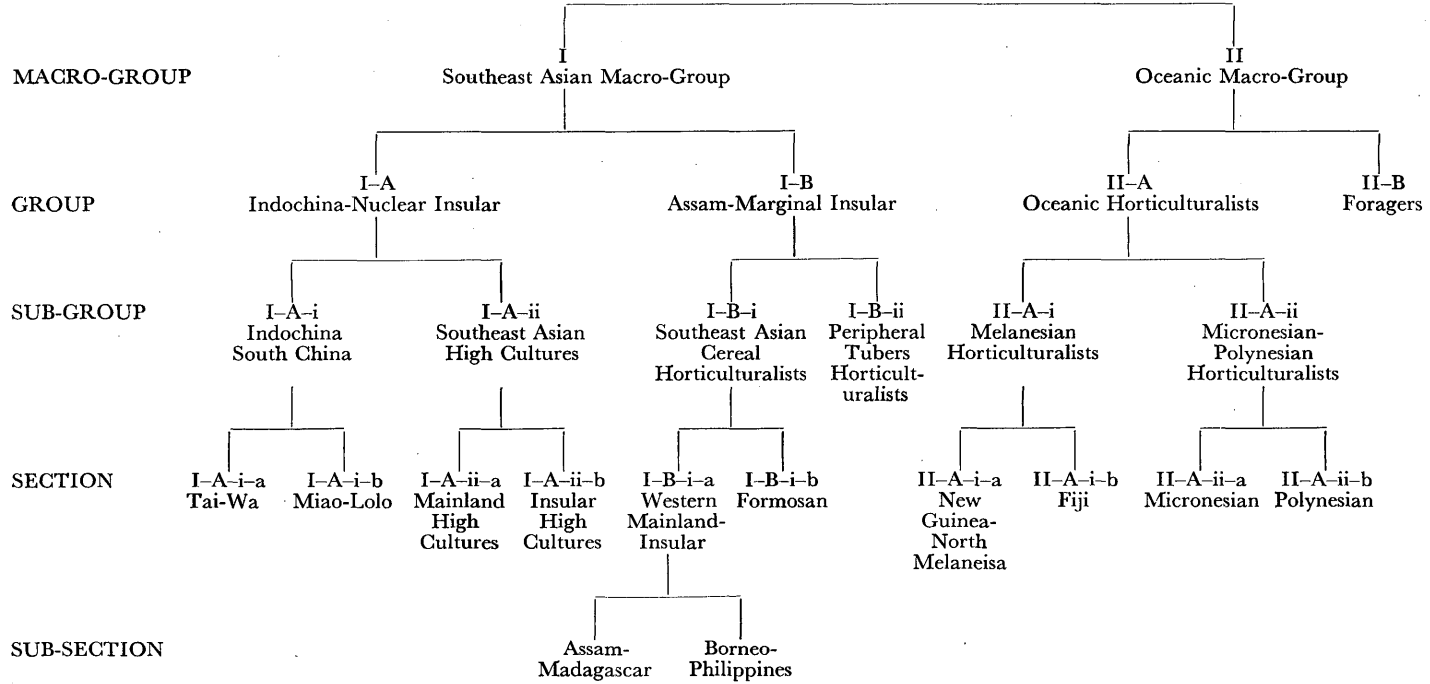 I
II
MACRO-GROUP
Southeast Asian Macro-Group
Oceanic Macro-Group
I–A
I–B
II–A
II–B
GROUP
Indochina-Nuclear Insular
Assam-Marginal Insular
Oceanic Horticulturalists
Foragers
SUB-GROUP
I–A–i
Indochina
South China
I–A–ii
Southeast Asian
High Cultures
I–B–i
Southeast Asian
Cereal
Horticulturalists
I–B–ii
Peripheral
Tubers
Horticult-
uralists
II–A–i
Melanesian
Horticulturalists
II–A–ii
Micronesian-
Polynesian
Horticulturalists
SECTION
I–A–i–a
Tai-Wa
I–A–i–b
Miao-Lolo
I–A–ii–a
Mainland
High
Cultures
I–A–ii–b
Insular
High
Cultures
I–B–i–a
Western
Mainland-
Insular
I–B–i–b
Formosan
II–A–i–a
New
Guinea-
North
Melaneisa
II–A–i–b
Fiji
II–A–ii–a
Micronesian
II–A–ii–b
Polynesian
SUB-SECTION
Assam-
Madagascar
Borneo-
Philippines